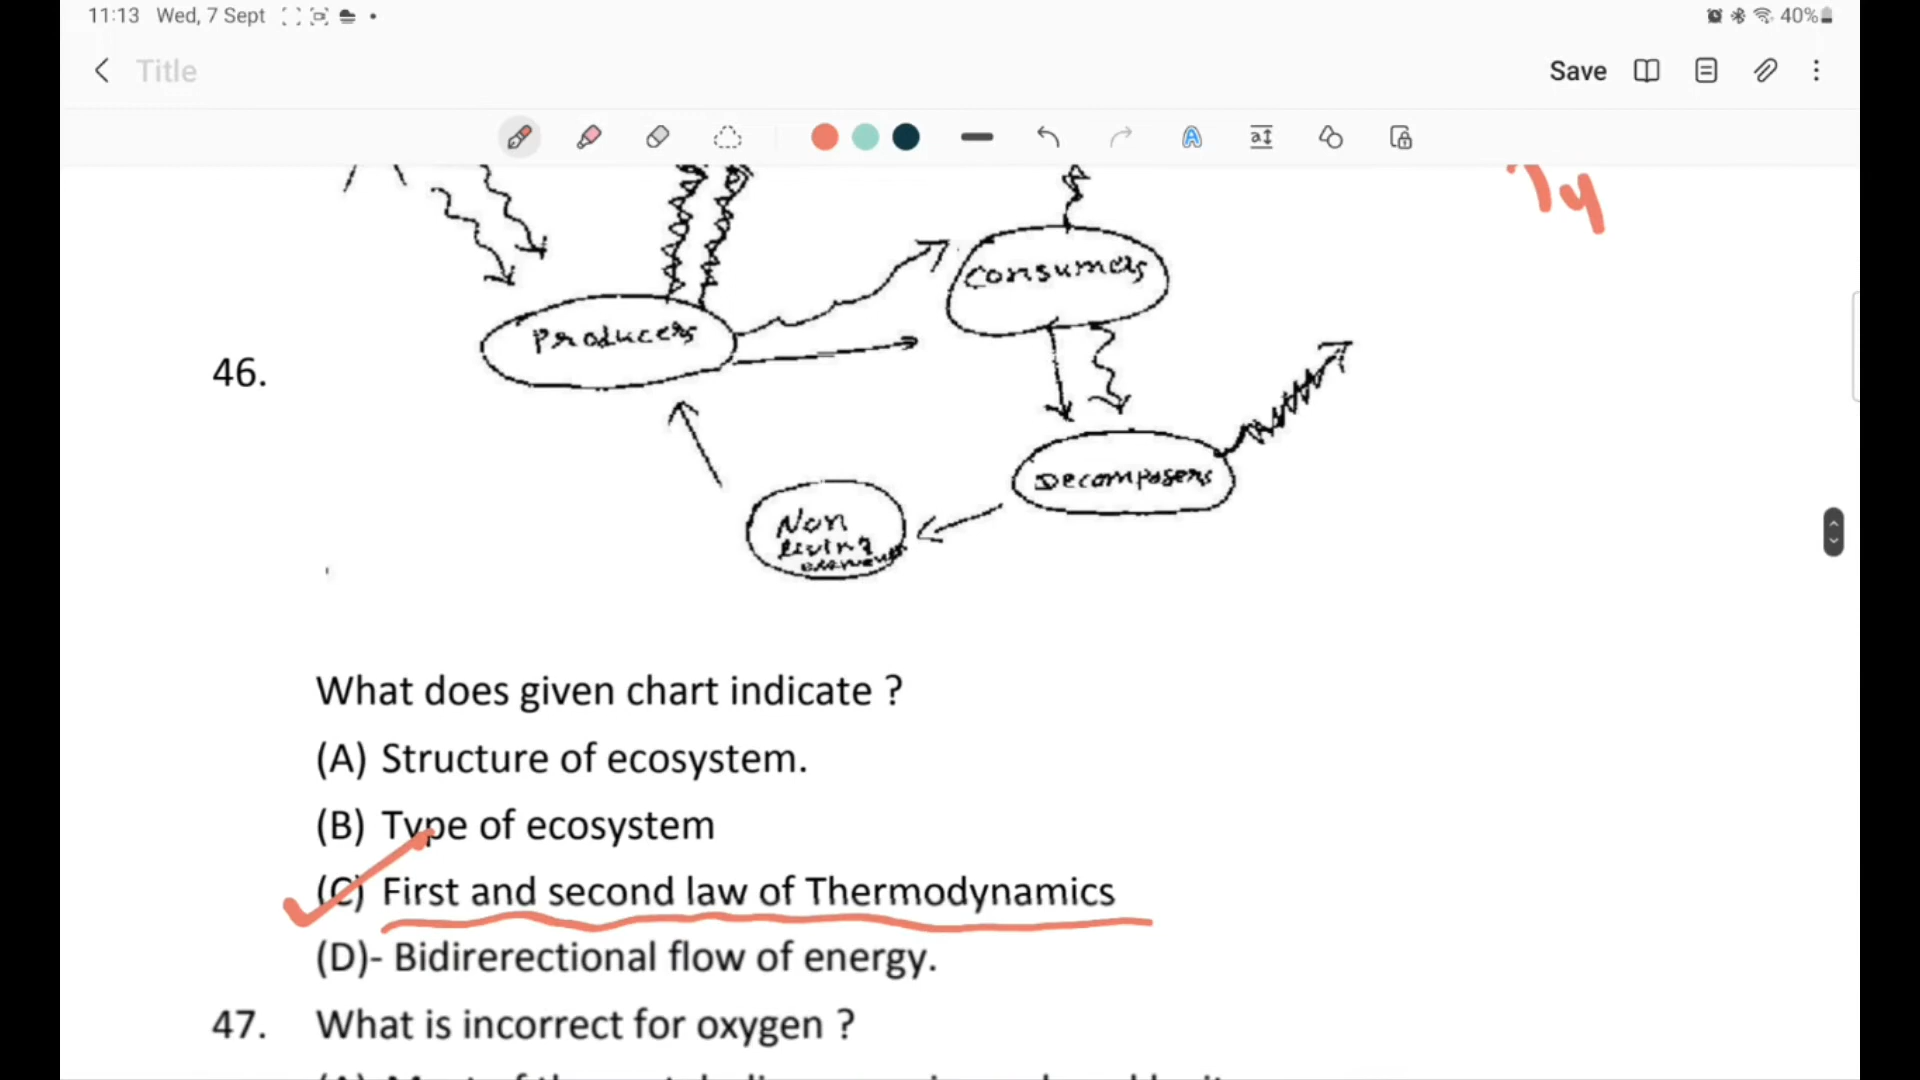 11:13 Wed, 7 Sept
40%
Title
Save
Producers
Consumers
46.
Decomposers
Non
living
What does given chart indicate ?
(A) Structure of ecosystem.
(B) Type of ecosystem
(C) First and second law of Thermodynamics
(D)- Bidirerectional flow of energy.
47. What is incorrect for oxygen ?